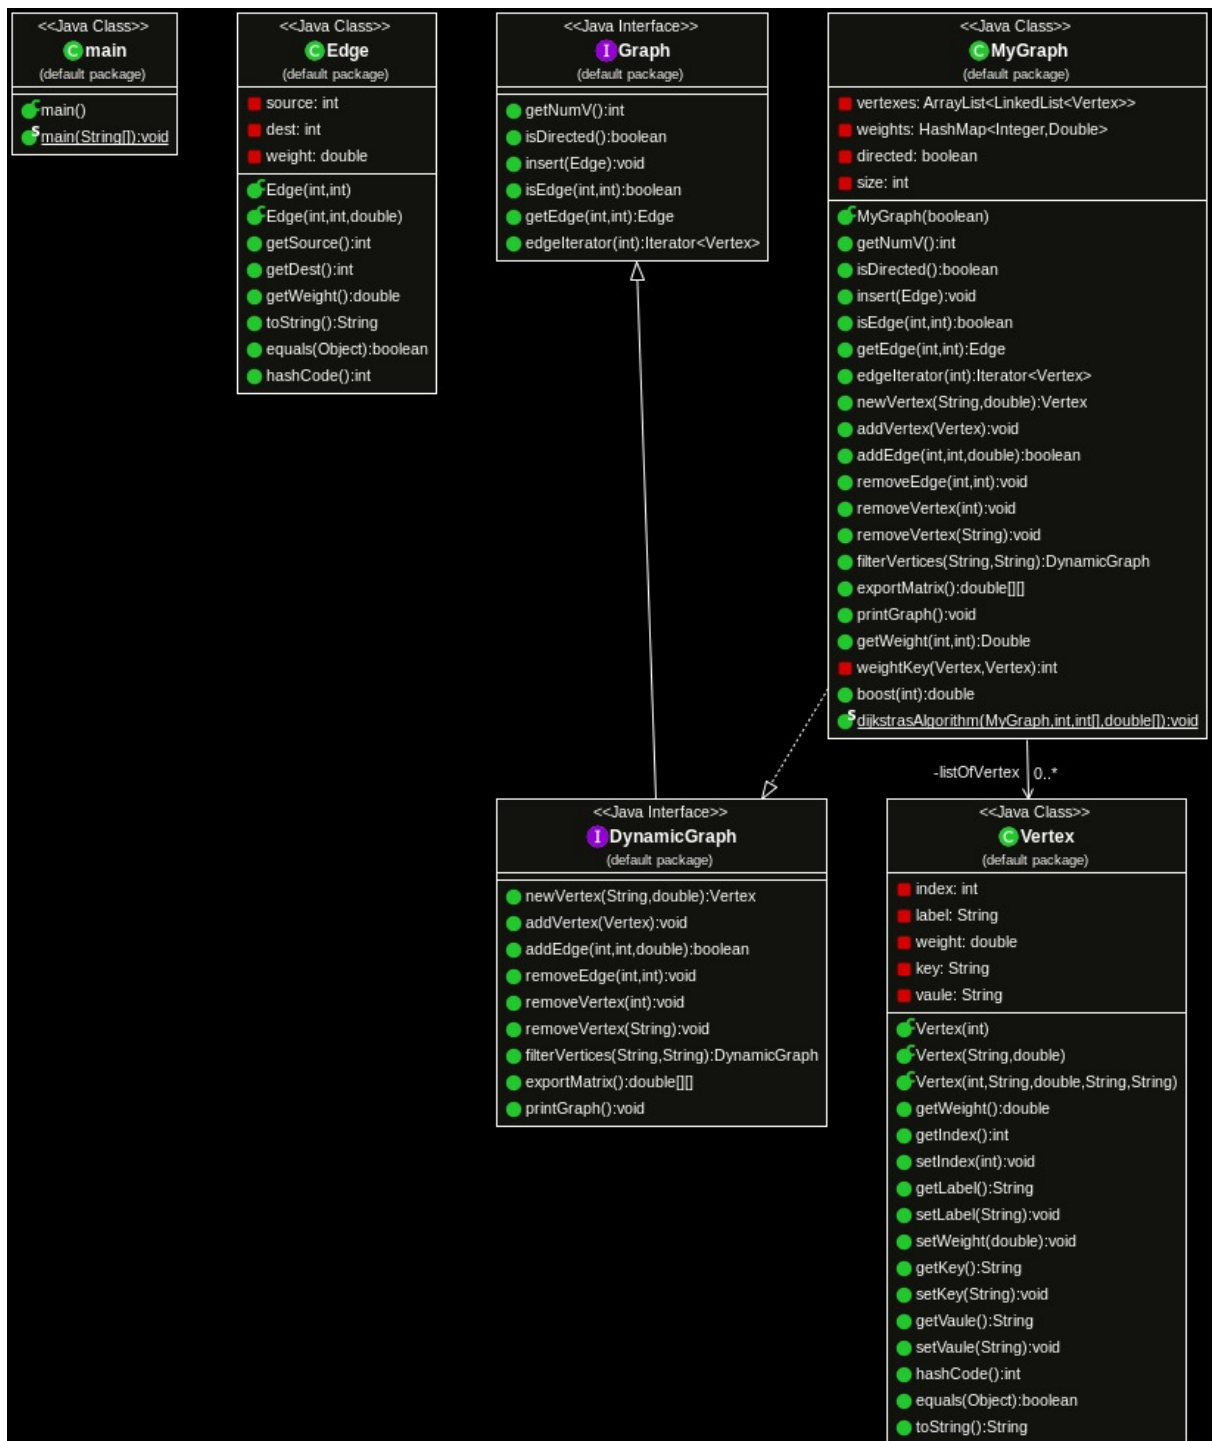 <<Java Class>>
main
(default package)
main()
main(String[]):void
<<Java Class>>
Edge
(default package)
source: int
dest: int
weight: double
Edge(int,int)
Edge(int,int,double)
getSource():int
getDest():int
getWeight():double
toString():String
equals(Object):boolean
hashCode():int
<<Java Interface>>
Graph
(default package)
getNumV():int
isDirected():boolean
insert(Edge):void
isEdge(int,int):boolean
getEdge(int,int):Edge
edgeIterator(int):Iterator<Vertex>
<<Java Class>>
MyGraph
(default package)
vertexes: ArrayList<LinkedList<Vertex>>
weights: HashMap<Integer,Double>
directed: boolean
size: int
MyGraph(boolean)
getNumV():int
isDirected():boolean
insert(Edge):void
isEdge(int,int):boolean
getEdge(int,int):Edge
edgeIterator(int):Iterator<Vertex>
newVertex(String,double):Vertex
addVertex(Vertex):void
addEdge(int,int,double):boolean
removeEdge(int,int):void
removeVertex(int):void
removeVertex(String):void
filterVertices(String,String):DynamicGraph
exportMatrix():double[][]
printGraph():void
getWeight(int,int):Double
weightKey(Vertex,Vertex):int
boost(int):double
dijkstrasAlgorithm(MyGraph,int,int[],double[]):void
-listOfVertex 0..*
<<Java Interface>>
DynamicGraph
(default package)
newVertex(String,double):Vertex
addVertex(Vertex):void
addEdge(int,int,double):boolean
removeEdge(int,int):void
removeVertex(int):void
removeVertex(String):void
filterVertices(String,String):DynamicGraph
exportMatrix():double[][]
printGraph():void
<<Java Class>>
Vertex
(default package)
index: int
label: String
weight: double
key: String
vaule: String
Vertex(int)
Vertex(String,double)
Vertex(int,String,double,String,String)
getWeight():double
getIndex():int
setIndex(int):void
getLabel():String
setLabel(String):void
setWeight(double):void
getKey():String
setKey(String):void
getVaule():String
setVaule(String):void
hashCode():int
equals(Object):boolean
toString():String